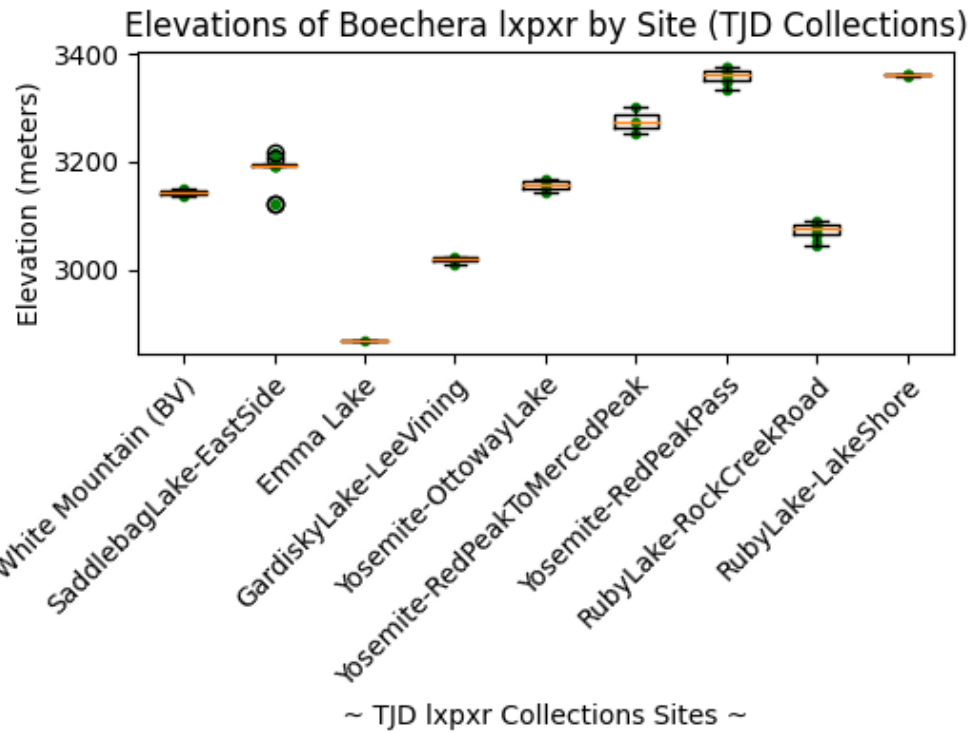 Elevations of Boechera lxpxr by Site (TJD Collections)
Elevation (meters)
3400
3200
3000
White Mountain (BV)
SaddlebagLake-EastSide
Emma Lake
GardiskyLake-LeeVining
Yosemite-OttowayLake
Yosemite-RedPeakToMercedPeak
Yosemite-RedPeakPass
RubyLake-RockCreekRoad
RubyLake-LakeShore
~ TJD lxpxr Collections Sites ~